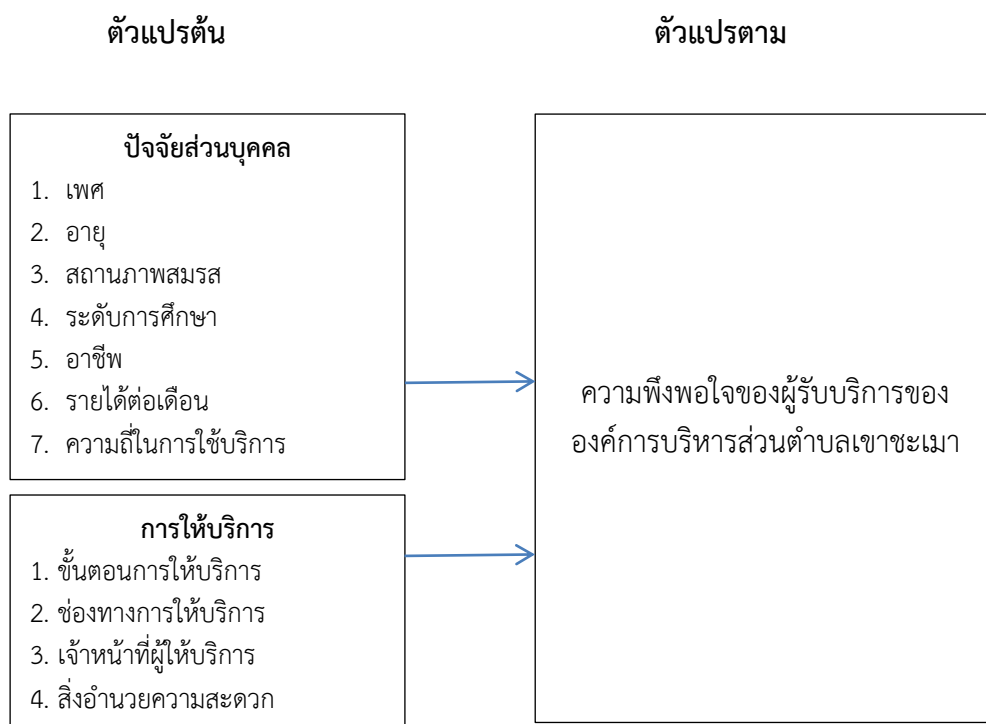 ตัวแปรต้น
ตัวแปรตาม
ปัจจัยส่วนบุคคล
1. เพศ
2. อายุ
3. สถานภาพสมรส
4. ระดับการศึกษา
5. อาชีพ
6. รายได้ต่อเดือน
7. ความถี่ในการใช้บริการ
การให้บริการ
1. ขั้นตอนการให้บริการ
2. ช่องทางการให้บริการ
3. เจ้าหน้าที่ผู้ให้บริการ
4. สิ่งอำนวยความสะดวก
ความพึงพอใจของผู้รับบริการของ
องค์การบริหารส่วนตำบลเขาชะเมา